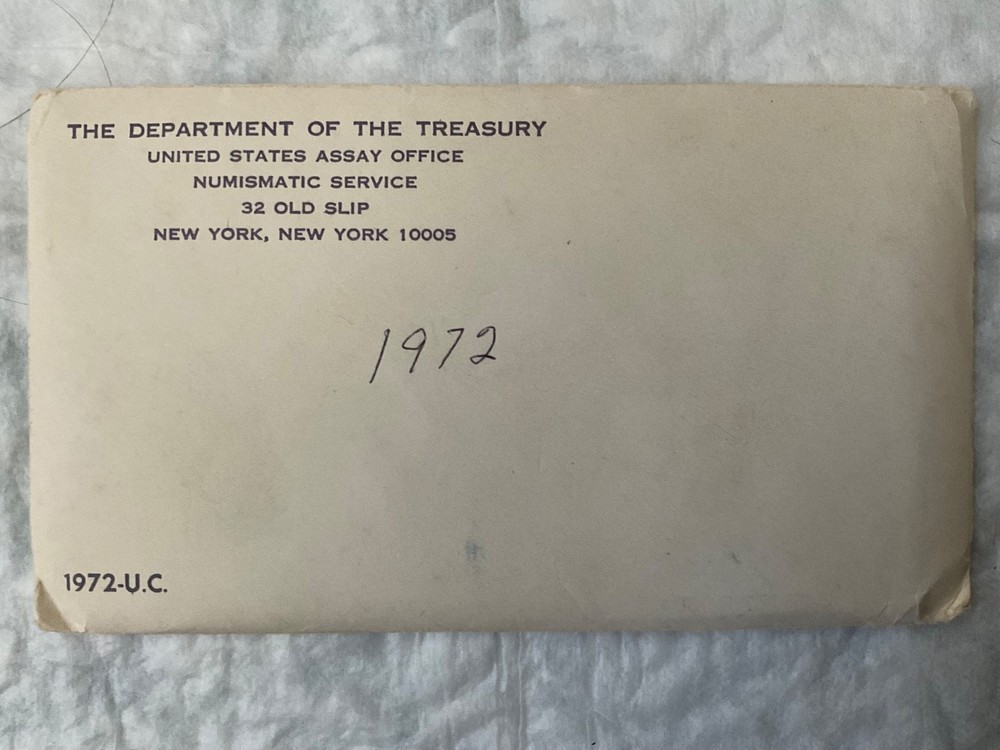 THE DEPARTMENT OF THE TREASURY
UNITED STATES ASSAY OFFICE
NUMISMATIC SERVICE
32 OLD SLIP
NEW YORK, NEW YORK 10005
1972
1972-U.C.